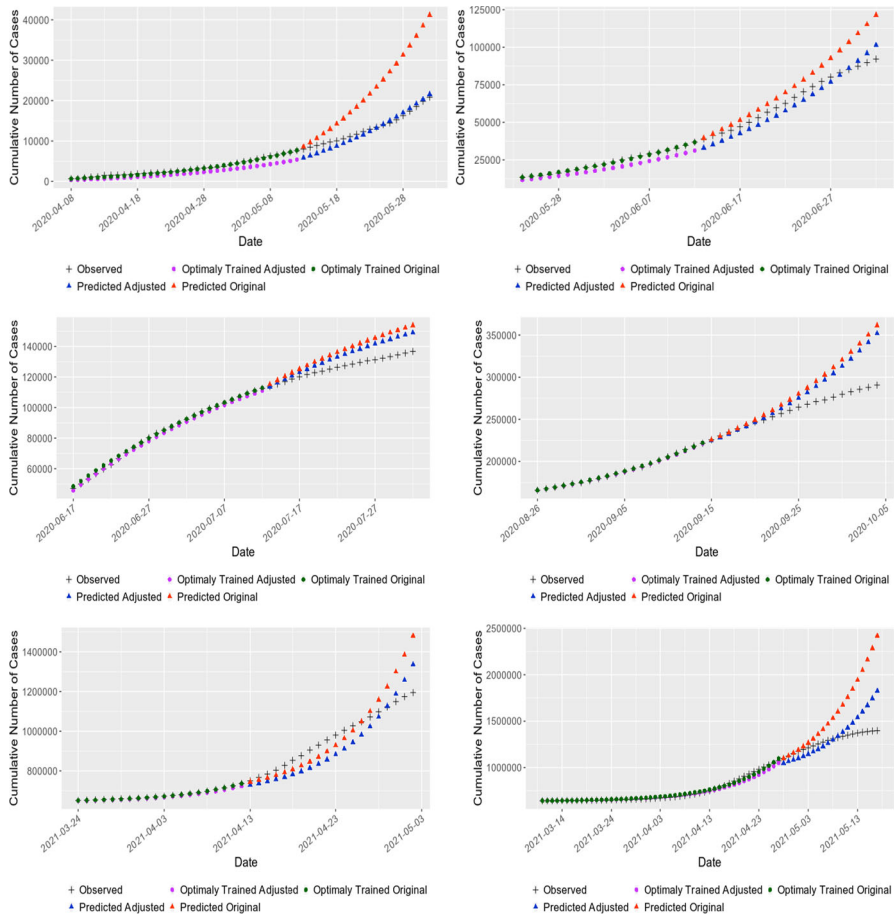 Cumulative Number of Cases
40000
30000
20000
10000
0
2020-04-08
2020-04-18
2020-04-28
2020-05-08
2020-05-18
2020-05-28
Date
Observed Optimaly Trained Adjusted Optimaly Trained Original
Predicted Adjusted Predicted Original
Cumulative Number of Cases
125000
100000
75000
50000
25000
2020-05-28
2020-06-07
2020-06-17
2020-06-27
Date
Observed Optimaly Trained Adjusted Optimaly Trained Original
Predicted Adjusted Predicted Original
Cumulative Number of Cases
140000
120000
100000
80000
60000
2020-06-17
2020-06-27
2020-07-07
2020-07-17
2020-07-27
Date
Observed Optimaly Trained Adjusted Optimaly Trained Original
Predicted Adjusted Predicted Original
Cumulative Number of Cases
350000
300000
250000
200000
2020-08-26
2020-09-05
2020-09-15
2020-09-25
2020-10-05
Date
Observed Optimaly Trained Adjusted Optimaly Trained Original
Predicted Adjusted Predicted Original
Cumulative Number of Cases
1400000
1200000
1000000
800000
2021-03-24
2021-04-03
2021-04-13
2021-04-23
2021-05-03
Date
Observed Optimaly Trained Adjusted Optimaly Trained Original
Predicted Adjusted Predicted Original
Cumulative Number of Cases
2500000
2000000
1500000
1000000
2021-03-14
2021-03-24
2021-04-03
2021-04-13
2021-04-23
2021-05-03
2021-05-13
Date
Observed Optimaly Trained Adjusted Optimaly Trained Original
Predicted Adjusted Predicted Original